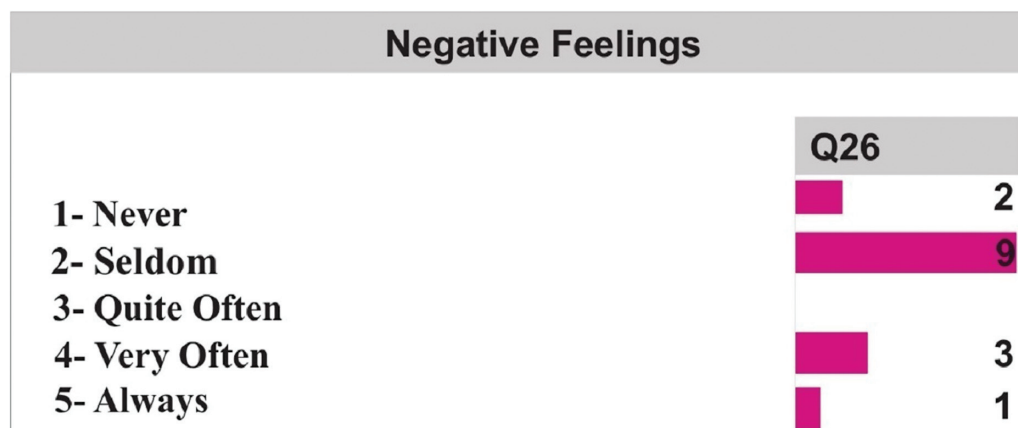 Negative Feelings
Q26
1- Never 2
2- Seldom 9
3- Quite Often
4- Very Often 3
5- Always 1